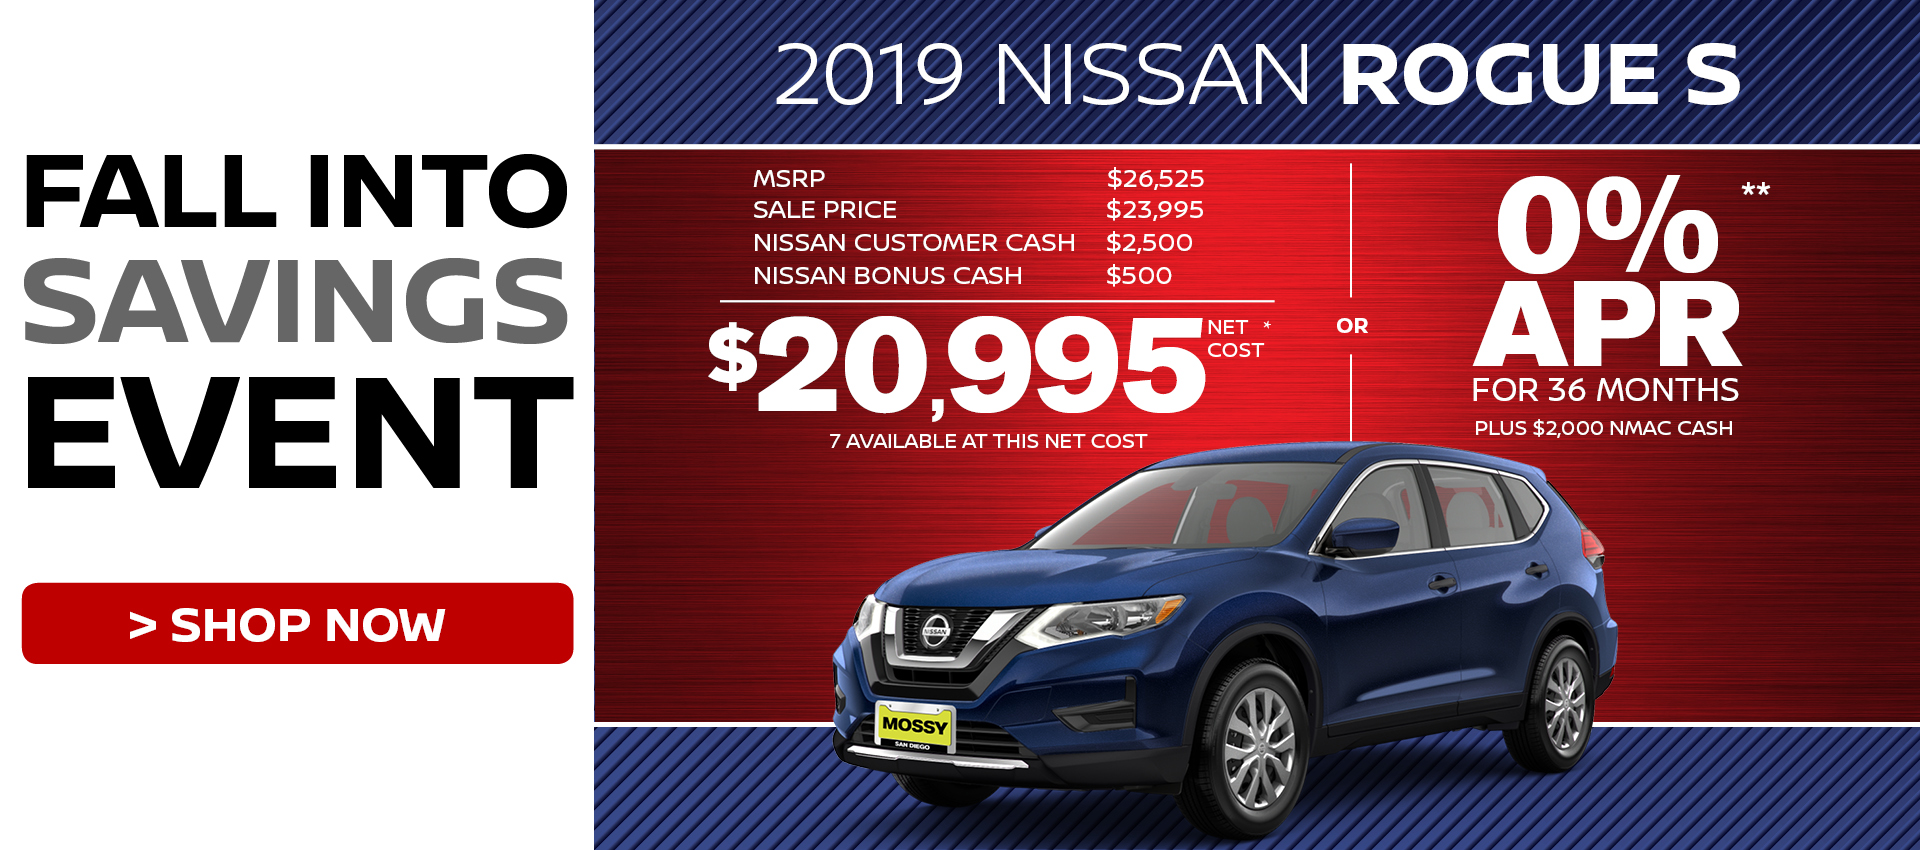 FALL INTO
SAVINGS
EVENT
> SHOP NOW
2019 NISSAN ROGUE S
MSRP $26,525
SALE PRICE $23,995
NISSAN CUSTOMER CASH $2,500
NISSAN BONUS CASH $500
$20,995 NET COST *
7 AVAILABLE AT THIS NET COST
OR
0% **
APR
FOR 36 MONTHS
PLUS $2,000 NMAC CASH
NISSAN
MOSSY
SAN DIEGO